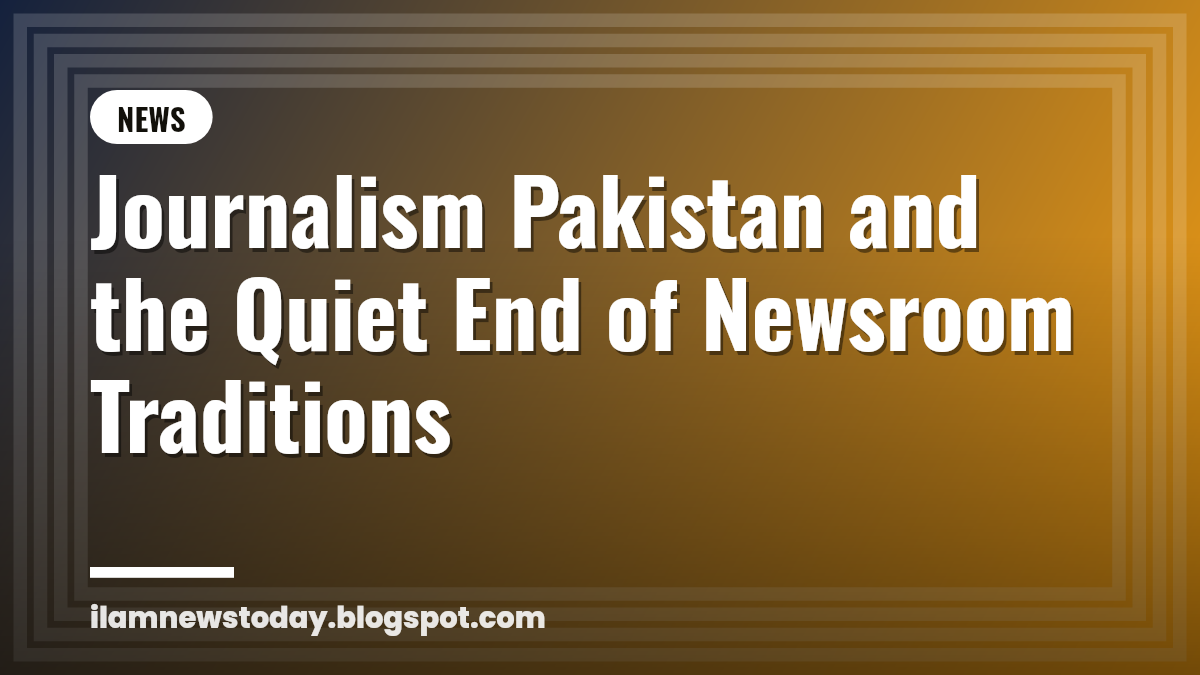 NEWS
Journalism Pakistan and
the Quiet End of Newsroom
Traditions
ilamnewstoday.blogspot.com